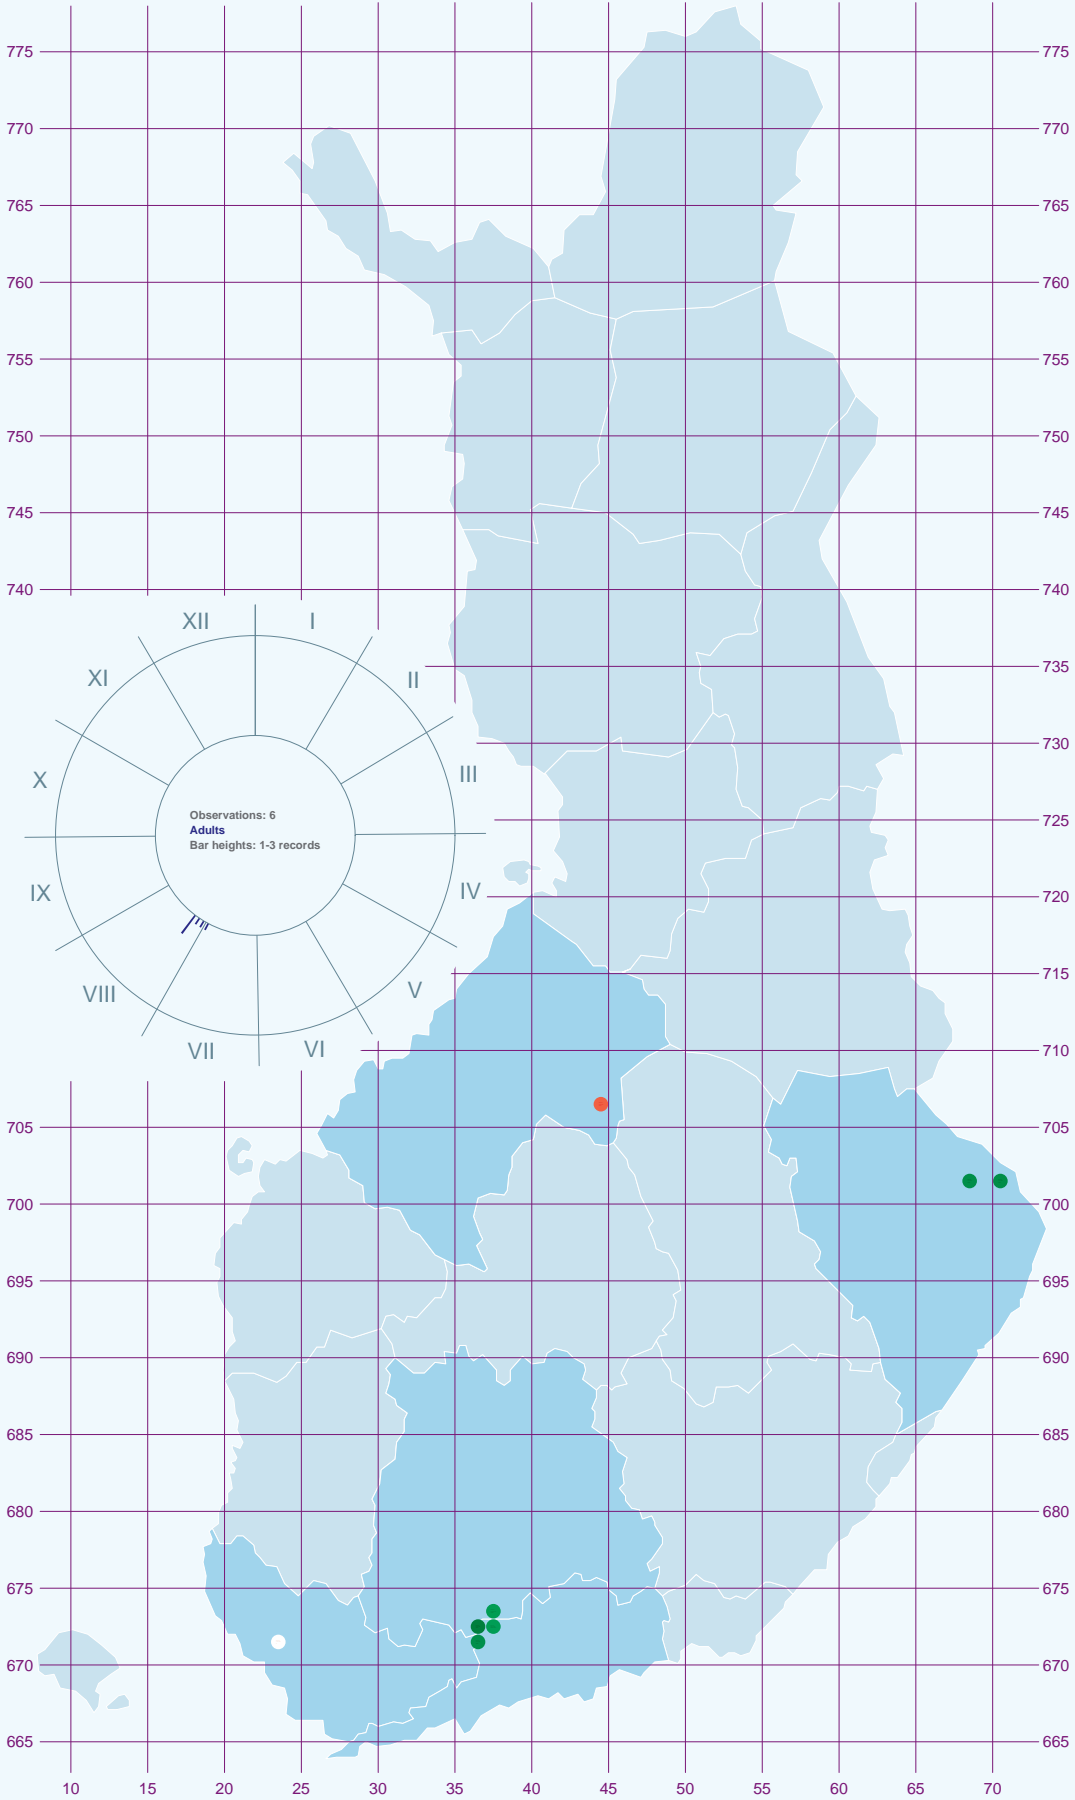 775 775
770 770
765 765
760 760
755 755
750 750
745 745
740 740
XII I
735
XI II
730
X III
Observations: 6
725
Adults
Bar heights: 1-3 records
IX IV
720
VIII V
715
VII VI
710
705 705
700 700
695 695
690 690
685 685
680 680
675 675
670 670
665 665
10 15 20 25 30 35 40 45 50 55 60 65 70